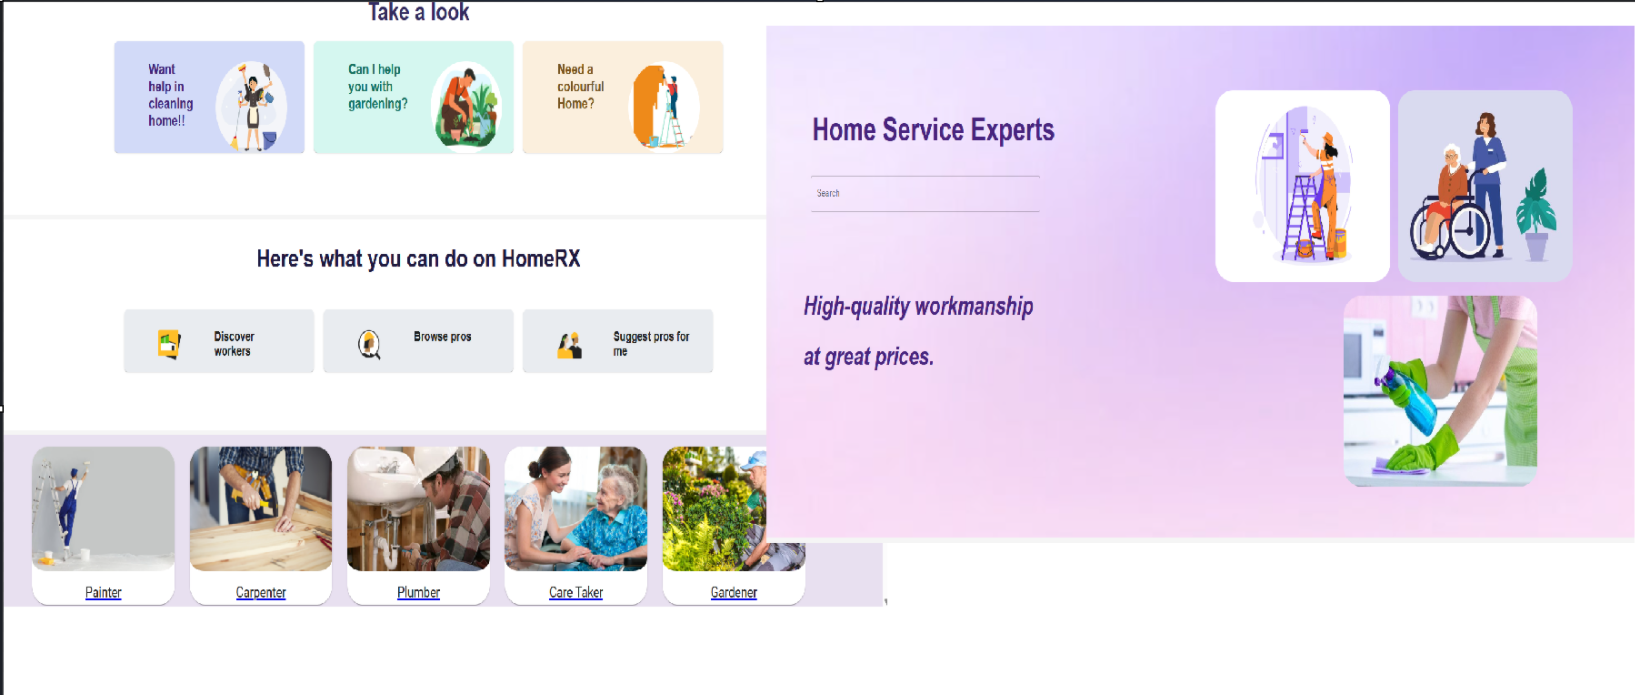 Take a look
Want
help in
cleaning
home!!
Can I help
you with
gardening?
Need a
colourful
Home?
Here's what you can do on HomeRX
Discover
workers
Browse pros
Suggest pros for
me
Painter
Carpenter
Plumber
Care Taker
Gardener
Home Service Experts
Search
High-quality workmanship
at great prices.